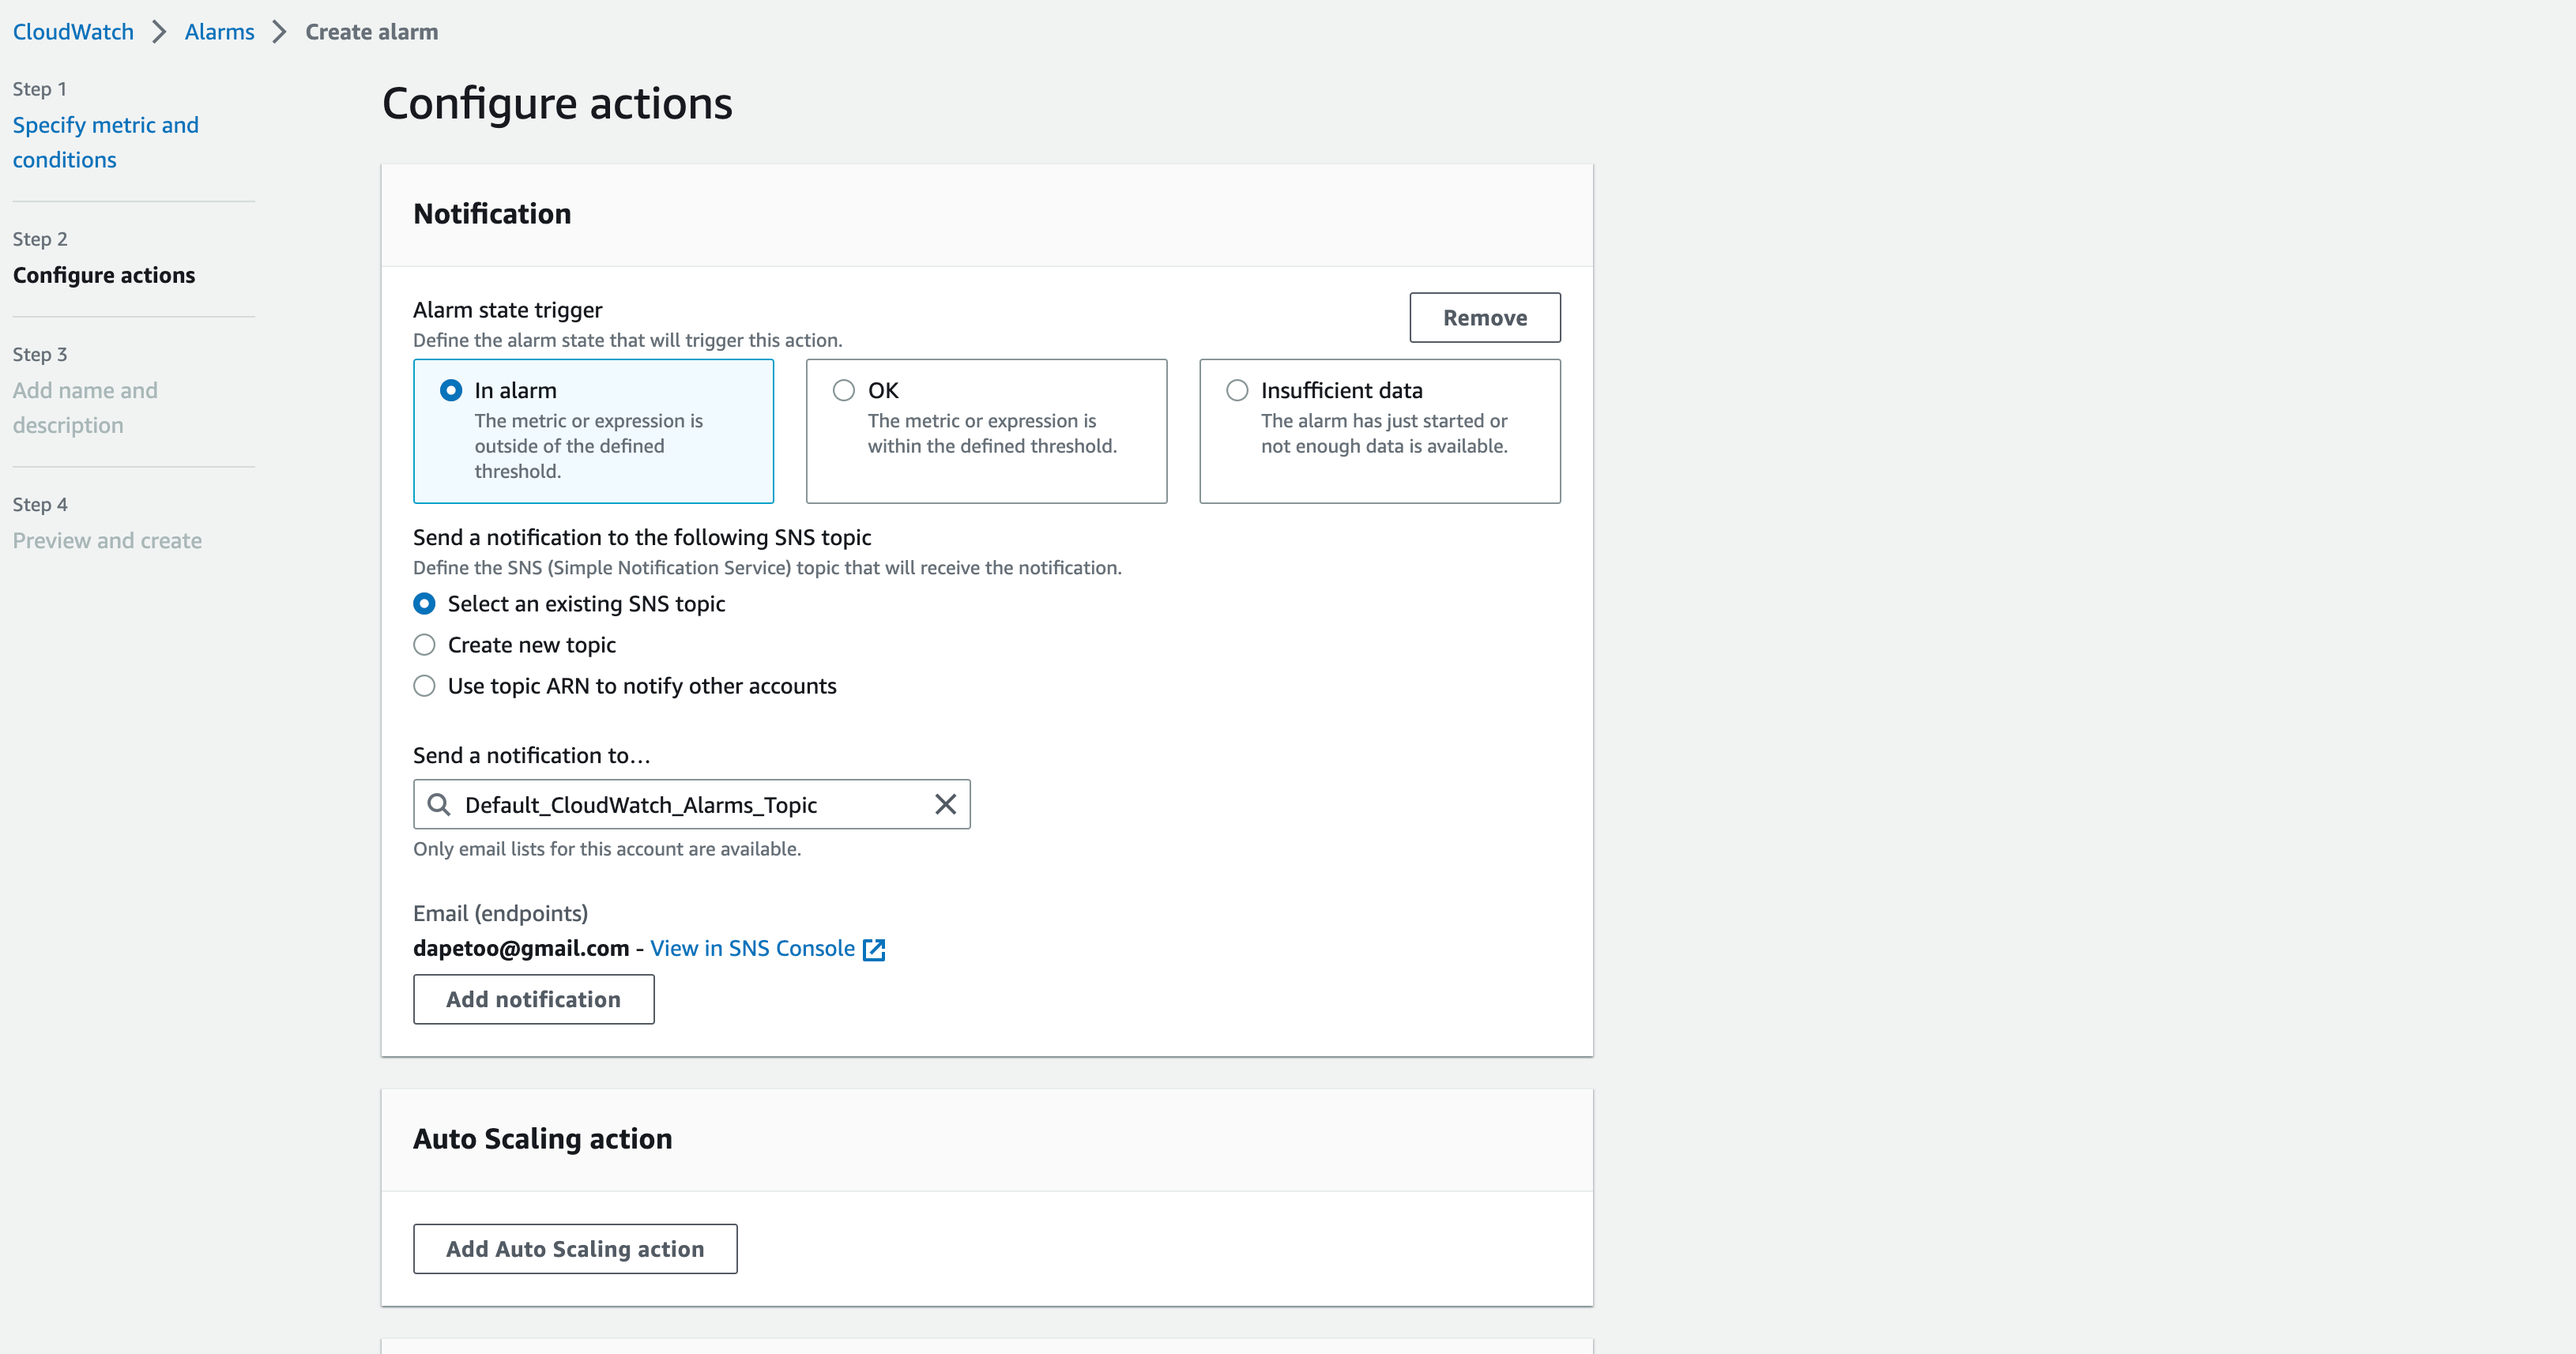 CloudWatch > Alarms > Create alarm
Step 1
Specify metric and
conditions
Step 2
Configure actions
Step 3
Add name and
description
Step 4
Preview and create
Configure actions
Notification
Alarm state trigger
Define the alarm state that will trigger this action.
Remove
In alarm
The metric or expression is
outside of the defined
threshold.
OK
The metric or expression is
within the defined threshold.
Insufficient data
The alarm has just started or
not enough data is available.
Send a notification to the following SNS topic
Define the SNS (Simple Notification Service) topic that will receive the notification.
Select an existing SNS topic
Create new topic
Use topic ARN to notify other accounts
Send a notification to…
Default_CloudWatch_Alarms_Topic
Only email lists for this account are available.
Email (endpoints)
dapetoo@gmail.com - View in SNS Console
Add notification
Auto Scaling action
Add Auto Scaling action